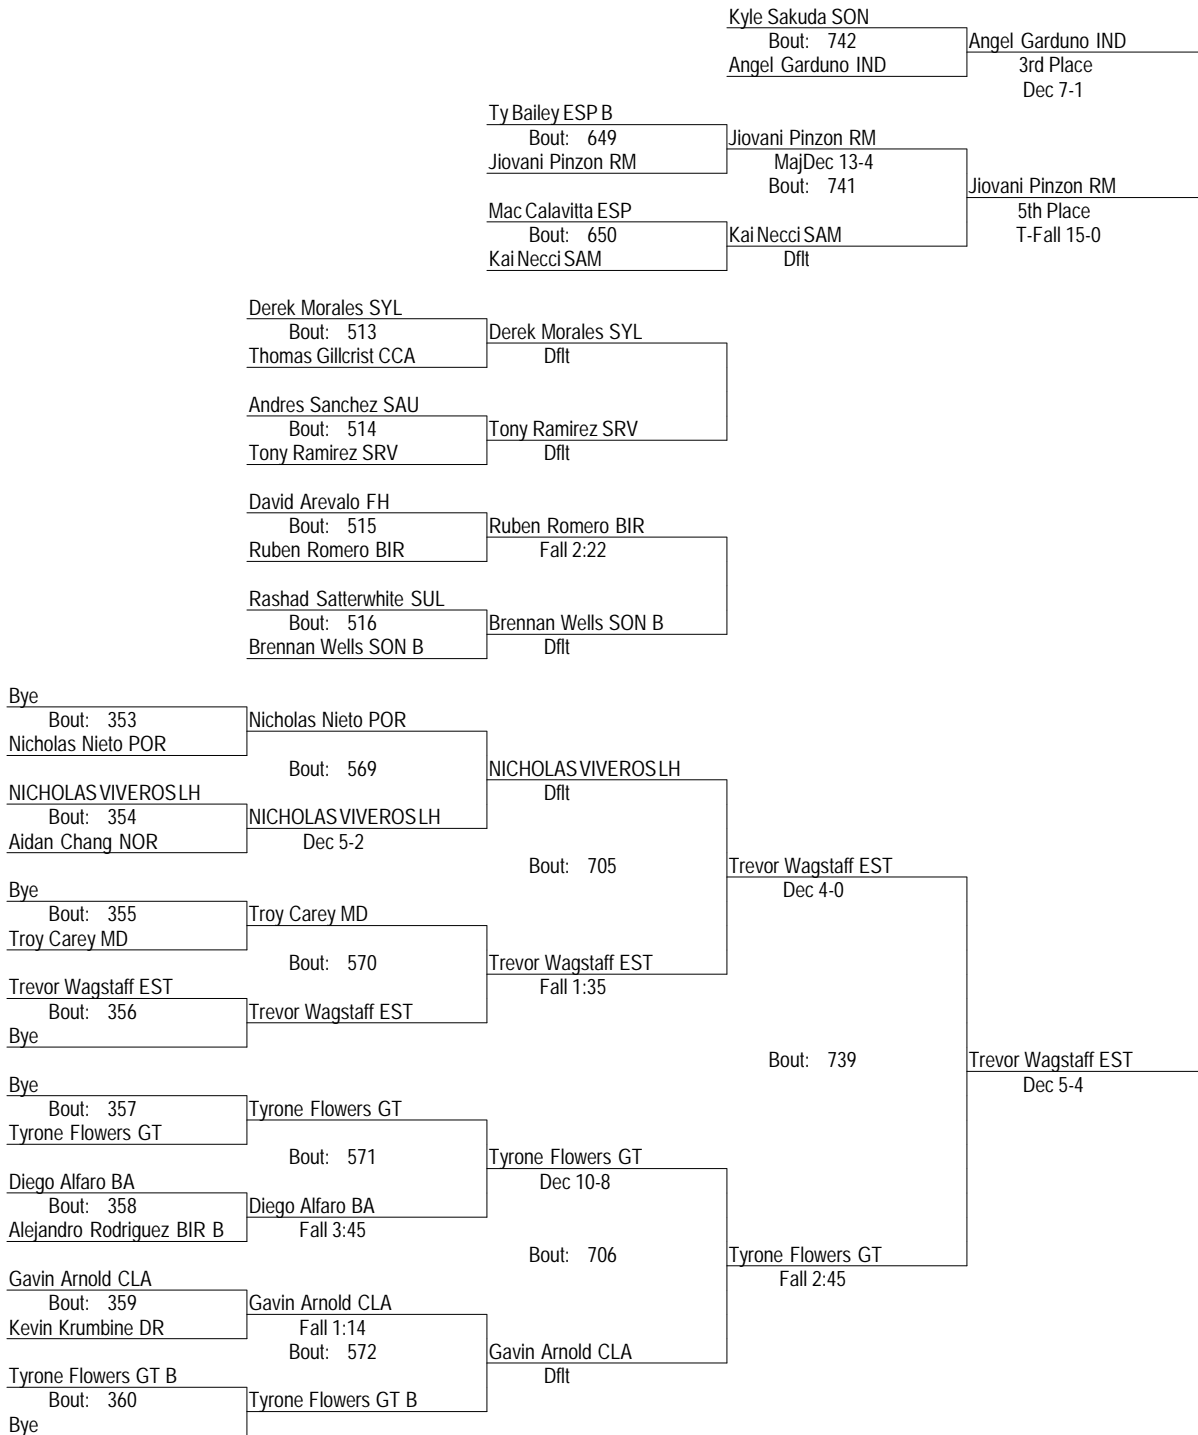 Kyle Sakuda SON
Bout: 742
Angel Garduno IND
Angel Garduno IND
3rd Place
Dec 7-1
Ty Bailey ESP B
Bout: 649
Jiovani Pinzon RM
Jiovani Pinzon RM
MajDec 13-4
Bout: 741
Jiovani Pinzon RM
5th Place
T-Fall 15-0
Mac Calavitta ESP
Bout: 650
Kai Necci SAM
Kai Necci SAM
Dflt
Derek Morales SYL
Bout: 513
Thomas Gillcrist CCA
Derek Morales SYL
Dflt
Andres Sanchez SAU
Bout: 514
Tony Ramirez SRV
Tony Ramirez SRV
Dflt
David Arevalo FH
Bout: 515
Ruben Romero BIR
Ruben Romero BIR
Fall 2:22
Rashad Satterwhite SUL
Bout: 516
Brennan Wells SON B
Brennan Wells SON B
Dflt
Bye
Bout: 353
Nicholas Nieto POR
Nicholas Nieto POR
Bout: 569
NICHOLAS VIVEROS LH
Dflt
NICHOLAS VIVEROS LH
Bout: 354
Aidan Chang NOR
NICHOLAS VIVEROS LH
Dec 5-2
Bout: 705
Trevor Wagstaff EST
Dec 4-0
Bye
Bout: 355
Troy Carey MD
Troy Carey MD
Bout: 570
Trevor Wagstaff EST
Fall 1:35
Trevor Wagstaff EST
Bout: 356
Bye
Trevor Wagstaff EST
Bout: 739
Trevor Wagstaff EST
Dec 5-4
Bye
Bout: 357
Tyrone Flowers GT
Tyrone Flowers GT
Bout: 571
Tyrone Flowers GT
Dec 10-8
Diego Alfaro BA
Bout: 358
Alejandro Rodriguez BIR B
Diego Alfaro BA
Fall 3:45
Bout: 706
Tyrone Flowers GT
Fall 2:45
Gavin Arnold CLA
Bout: 359
Kevin Krumbine DR
Gavin Arnold CLA
Fall 1:14
Bout: 572
Gavin Arnold CLA
Dflt
Tyrone Flowers GT B
Bout: 360
Bye
Tyrone Flowers GT B